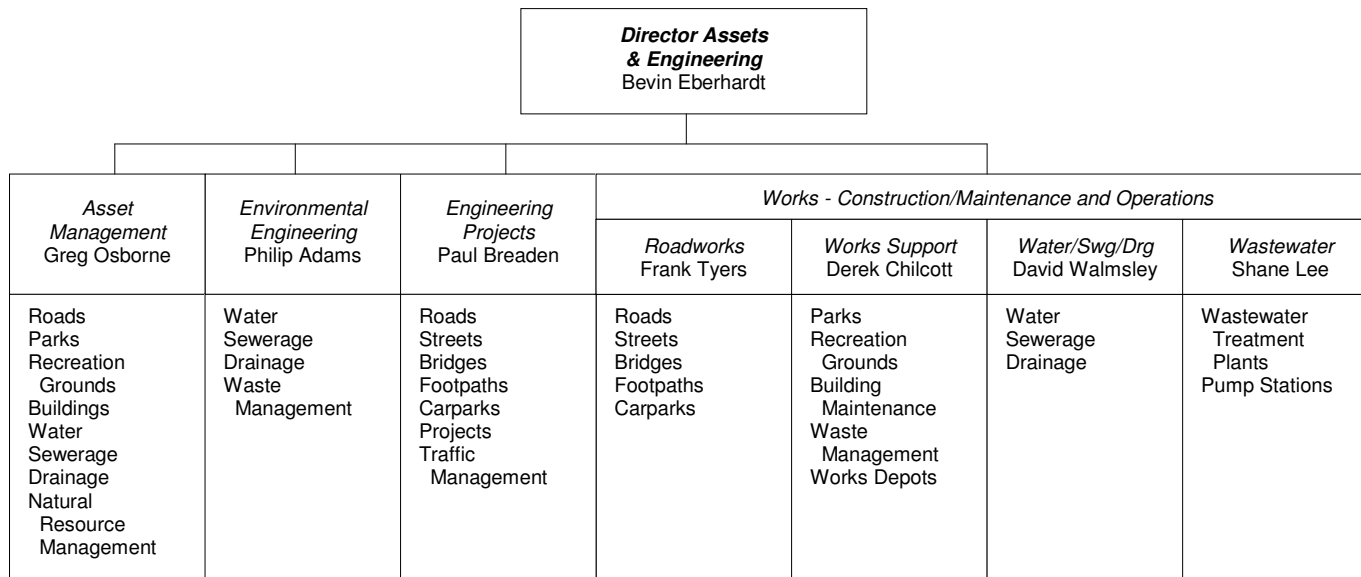 Director Assets
& Engineering
Bevin Eberhardt
Asset
Management
Greg Osborne
Environmental
Engineering
Philip Adams
Engineering
Projects
Paul Breaden
Works - Construction/Maintenance and Operations
Roadworks
Frank Tyers
Works Support
Derek Chilcott
Water/Swg/Drg
David Walmsley
Wastewater
Shane Lee
Roads
Parks
Recreation
Grounds
Buildings
Water
Sewerage
Drainage
Natural
Resource
Management
Water
Sewerage
Drainage
Waste
Management
Roads
Streets
Bridges
Footpaths
Carparks
Projects
Traffic
Management
Roads
Streets
Bridges
Footpaths
Carparks
Parks
Recreation
Grounds
Building
Maintenance
Waste
Management
Works Depots
Water
Sewerage
Drainage
Wastewater
Treatment
Plants
Pump Stations